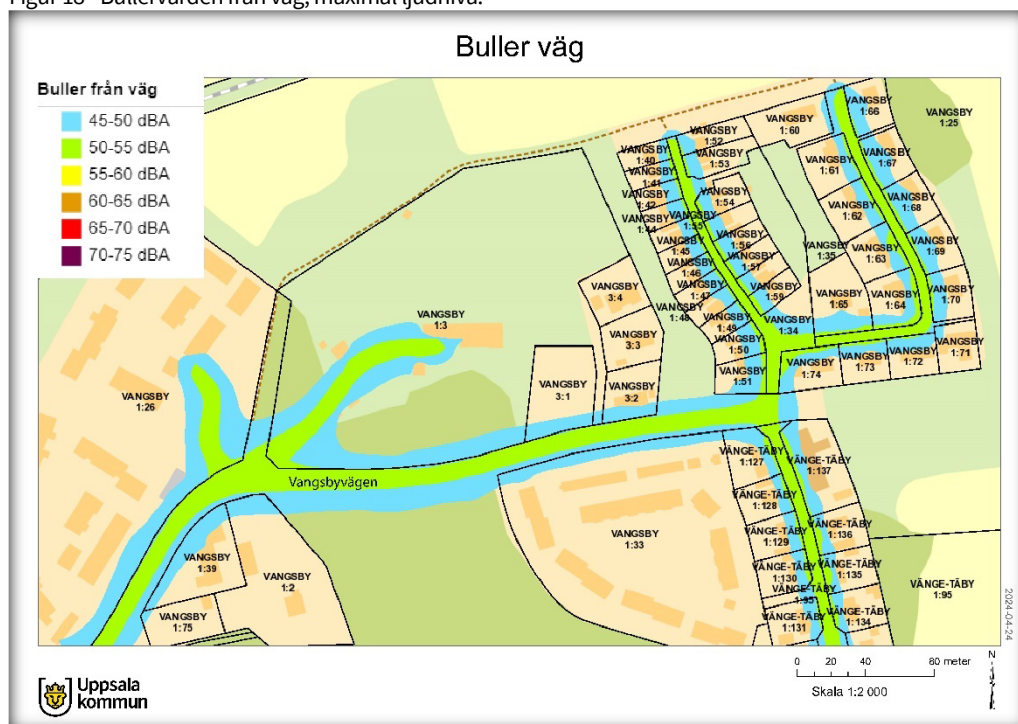 Figur 18 - Bullervärden från väg, maximal ljudnivå.
Buller väg
Buller från väg
45-50 dBA
50-55 dBA
55-60 dBA
60-65 dBA
65-70 dBA
70-75 dBA
VANGSBY
1:66
VANGSBY
1:25
VANGSBY
1:60
VANGSBY
1:52
VANGSBY
1:53
VANGSBY
1:40
VANGSBY
1:41
VANGSBY
1:42
VANGSBY
1:44
VANGSBY
1:54
VANGSBY
1:55
VANGSBY
1:45
VANGSBY
1:46
VANGSBY
1:47
VANGSBY
1:48
VANGSBY
1:56
VANGSBY
1:57
VANGSBY
1:59
VANGSBY
1:49
VANGSBY
1:50
VANGSBY
1:51
VANGSBY
1:34
VANGSBY
1:35
VANGSBY
1:61
VANGSBY
1:62
VANGSBY
1:63
VANGSBY
1:64
VANGSBY
1:65
VANGSBY
1:67
VANGSBY
1:68
VANGSBY
1:69
VANGSBY
1:70
VANGSBY
1:71
VANGSBY
1:72
VANGSBY
1:73
VANGSBY
1:74
VANGSBY
3:4
VANGSBY
3:3
VANGSBY
3:2
VANGSBY
3:1
VANGSBY
1:3
VANGSBY
1:26
Vangsbyvägen
VANGSBY
1:39
VANGSBY
1:2
VANGSBY
1:75
VANGSBY
1:33
VÄNGE-TÄBY
1:127
VÄNGE-TÄBY
1:137
VÄNGE-TÄBY
1:128
VÄNGE-TÄBY
1:129
VÄNGE-TÄBY
1:136
VÄNGE-TÄBY
1:130
VÄNGE-TÄBY
1:135
VÄNGE-TÄBY
1:95
VÄNGE-TÄBY
1:131
VÄNGE-TÄBY
1:134
VÄNGE-TÄBY
1:95
2024-04-24
N
0 20 40 80 meter
Skala 1:2 000
Uppsala
kommun